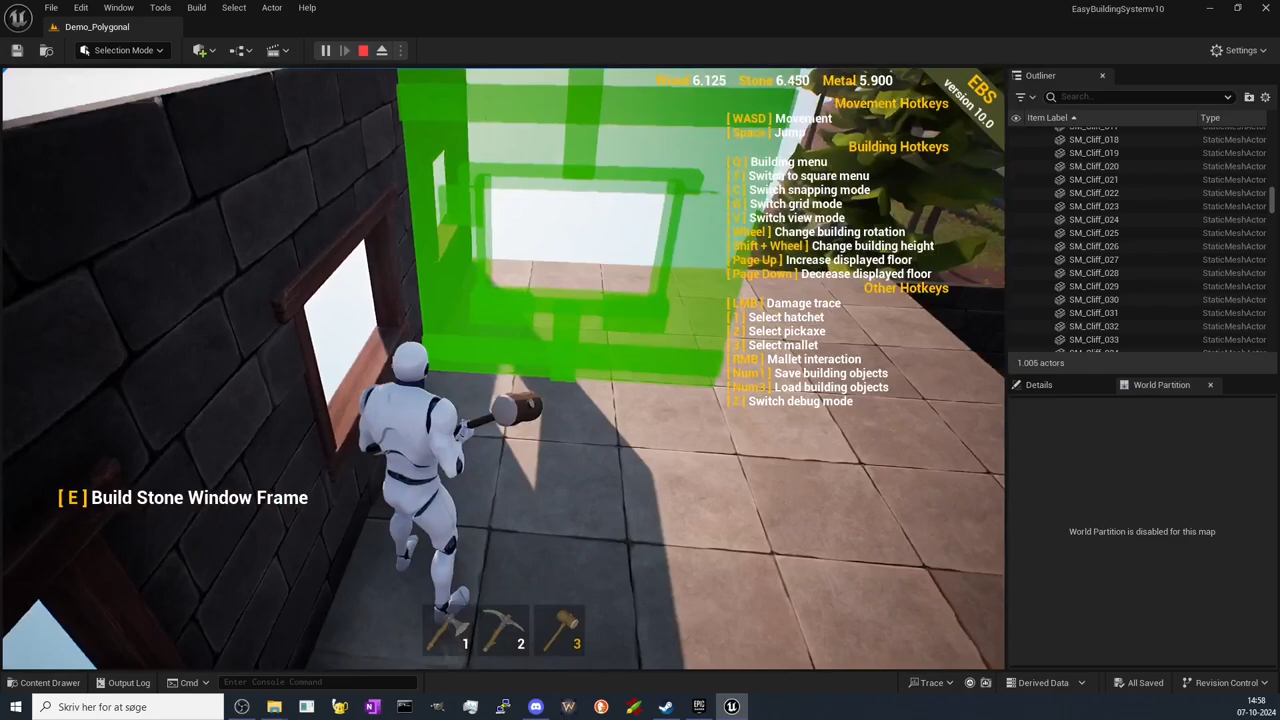 File Edit Window Tools Build Select Actor Help
EasyBuildingSystemv10
Demo_Polygonal
Selection Mode
Settings
6.125 Stone 6.450 Metal 5.900
EBS
version 10.0
Movement Hotkeys
[ WASD ] Movement
[ Space ] Jump
Building Hotkeys
Building menu
Switch to square menu
Switch snapping mode
Switch grid mode
[ V ] Switch view mode
[ Wheel ] Change building rotation
[ Shift + Wheel ] Change building height
[ Page Up ] Increase displayed floor
[ Page Down ] Decrease displayed floor
Other Hotkeys
[ LMB ] Damage trace
[ 1 ] Select hatchet
[ 2 ] Select pickaxe
[ 3 ] Select mallet
[ RMB ] Mallet interaction
[ Num1 ] Save building objects
[ Num3 ] Load building objects
Switch debug mode
[ E ] Build Stone Window Frame
1 2 3
Outliner
Search...
Item Label Type
SM_Cliff_018 StaticMeshActor
SM_Cliff_019 StaticMeshActor
SM_Cliff_020 StaticMeshActor
SM_Cliff_021 StaticMeshActor
SM_Cliff_022 StaticMeshActor
SM_Cliff_023 StaticMeshActor
SM_Cliff_024 StaticMeshActor
SM_Cliff_025 StaticMeshActor
SM_Cliff_026 StaticMeshActor
SM_Cliff_027 StaticMeshActor
SM_Cliff_028 StaticMeshActor
SM_Cliff_029 StaticMeshActor
SM_Cliff_030 StaticMeshActor
SM_Cliff_031 StaticMeshActor
SM_Cliff_032 StaticMeshActor
SM_Cliff_033 StaticMeshActor
1.005 actors
Details World Partition
World Partition is disabled for this map
Content Drawer Output Log Cmd Enter Console Command Trace Derived Data All Saved Revision Control
Skriv her for at søge
14:58
07-10-2024